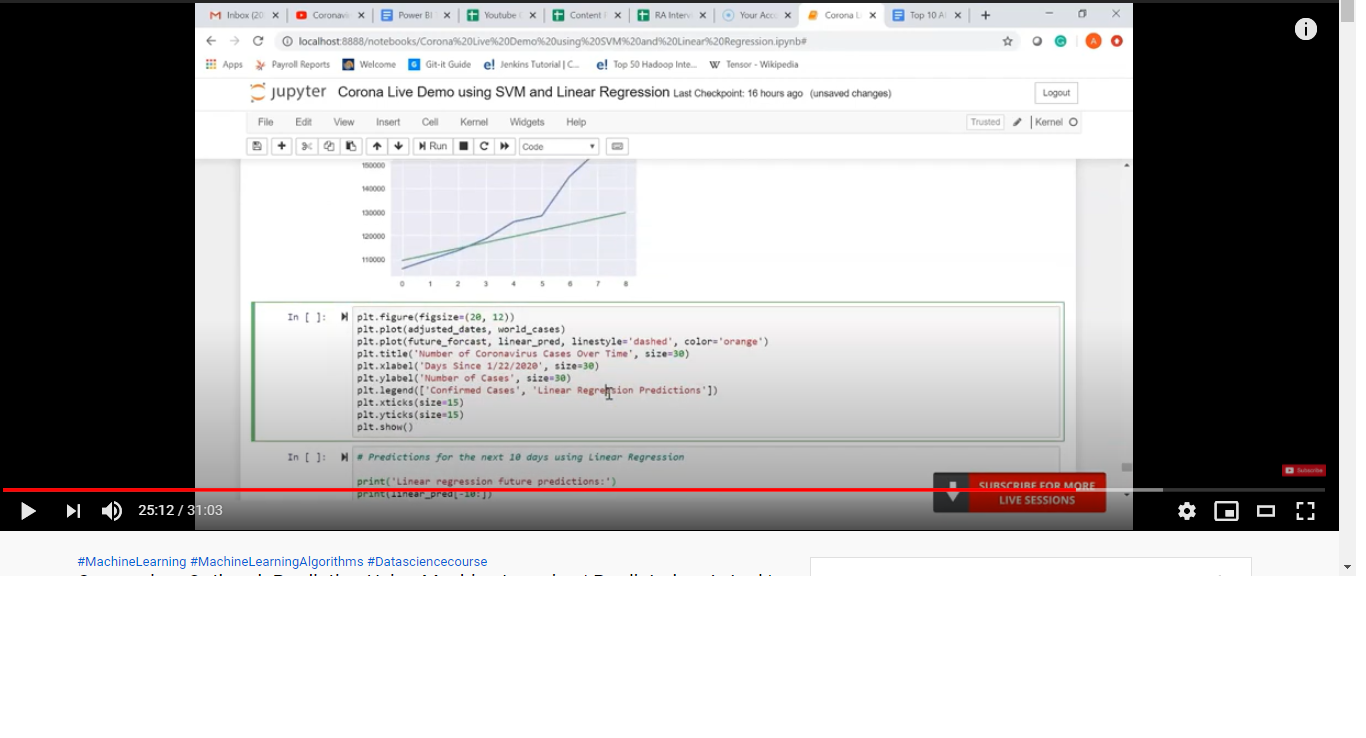 Inbox (20 Coronavi Power BI Youtube Content RA Interv Your Acc Corona L Top 10 A
localhost:8888/notebooks/Corona%20Live%20Demo%20using%20SVM%20and%20Linear%20Regression.ipynb#
Apps Payroll Reports Welcome Git-it Guide Jenkins Tutorial | C... Top 50 Hadoop Inte... Tensor - Wikipedia
jupyter Corona Live Demo using SVM and Linear Regression Last Checkpoint: 16 hours ago (unsaved changes) Logout
File Edit View Insert Cell Kernel Widgets Help Trusted Kernel
Run Code
150000
140000
130000
120000
110000
0 1 2 3 4 5 6 7 8
In [ ]: plt.figure(figsize=(20, 12))
plt.plot(adjusted_dates, world_cases)
plt.plot(future_forcast, linear_pred, linestyle='dashed', color='orange')
plt.title('Number of Coronavirus Cases Over Time', size=30)
plt.xlabel('Days Since 1/22/2020', size=30)
plt.ylabel('Number of Cases', size=30)
plt.legend(['Confirmed Cases', 'Linear Regression Predictions'])
plt.xticks(size=15)
plt.yticks(size=15)
plt.show()
In [ ]: # Predictions for the next 10 days using Linear Regression
print('Linear regression future predictions:')
print(linear_pred[-10:])
Subscribe
SUBSCRIBE FOR MORE
LIVE SESSIONS
25:12 / 31:03
#MachineLearning #MachineLearningAlgorithms #Datasciencecourse